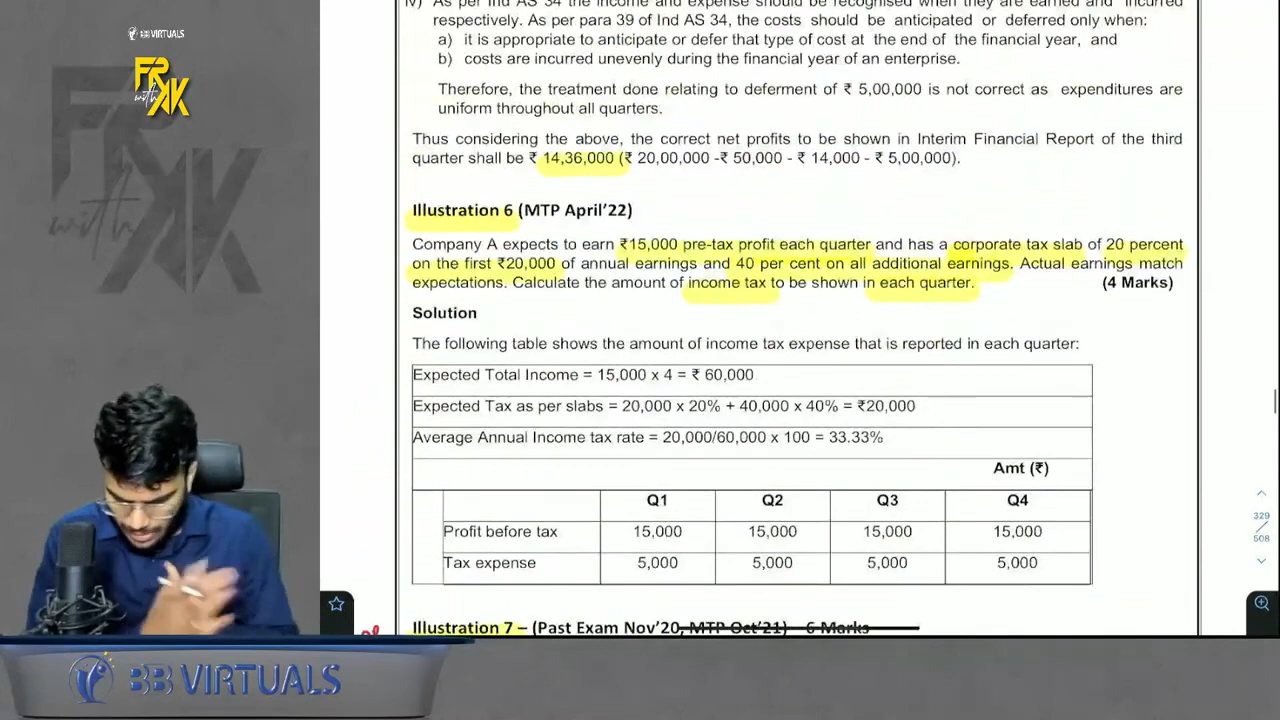 BB VIRTUALS
FR
with
AK
FR
with
AK
iv) As per Ind AS 34 the income and expense should be recognised when they are earned and incurred
respectively. As per para 39 of Ind AS 34, the costs should be anticipated or deferred only when:
a) it is appropriate to anticipate or defer that type of cost at the end of the financial year, and
b) costs are incurred unevenly during the financial year of an enterprise.
Therefore, the treatment done relating to deferment of ₹ 5,00,000 is not correct as expenditures are
uniform throughout all quarters.
Thus considering the above, the correct net profits to be shown in Interim Financial Report of the third
quarter shall be ₹ 14,36,000 (₹ 20,00,000 -₹ 50,000 - ₹ 14,000 - ₹ 5,00,000).
Illustration 6 (MTP April'22)
Company A expects to earn ₹15,000 pre-tax profit each quarter and has a corporate tax slab of 20 percent
on the first ₹20,000 of annual earnings and 40 per cent on all additional earnings. Actual earnings match
expectations. Calculate the amount of income tax to be shown in each quarter. (4 Marks)
Solution
The following table shows the amount of income tax expense that is reported in each quarter:
Expected Total Income = 15,000 x 4 = ₹ 60,000
Expected Tax as per slabs = 20,000 x 20% + 40,000 x 40% = ₹20,000
Average Annual Income tax rate = 20,000/60,000 x 100 = 33.33%
Amt (₹)
Q1 Q2 Q3 Q4
Profit before tax 15,000 15,000 15,000 15,000
Tax expense 5,000 5,000 5,000 5,000
329
508
Illustration 7 – (Past Exam Nov'20, MTP Oct'21) 6 Marks
BB VIRTUALS